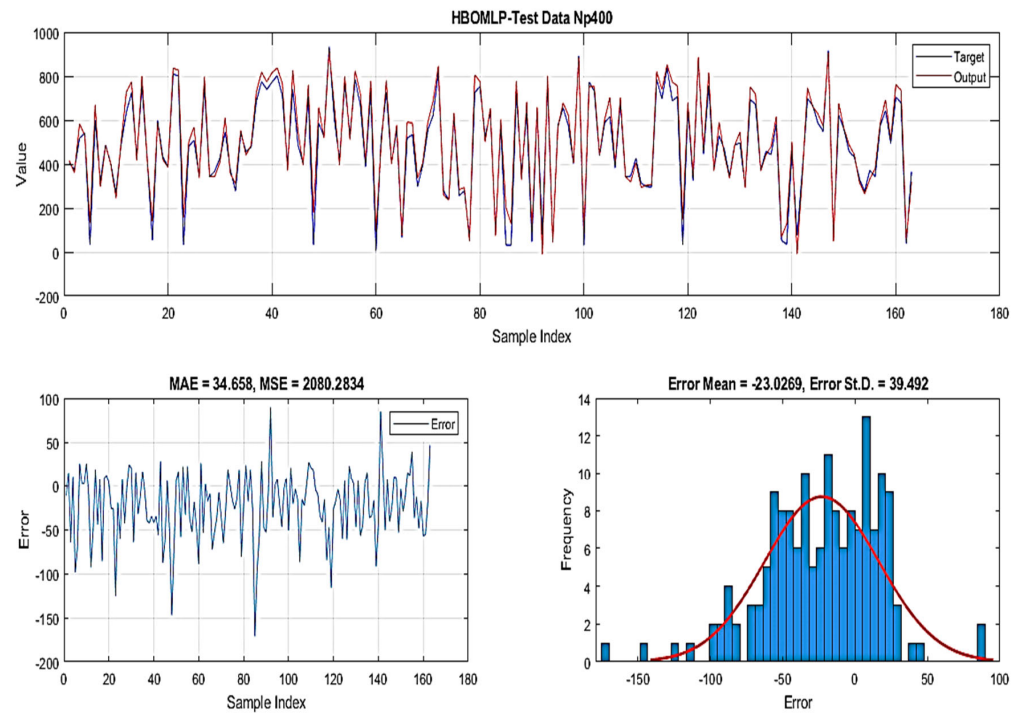 HBOMLP-Test Data Np400
1000
800
600
400
200
0
-200
Value
Target
Output
0 20 40 60 80 100 120 140 160 180
Sample Index
MAE = 34.658, MSE = 2080.2834
100
50
0
-50
-100
-150
-200
Error
Error
0 20 40 60 80 100 120 140 160 180
Sample Index
Error Mean = -23.0269, Error St.D. = 39.492
14
12
10
8
6
4
2
0
Frequency
-150 -100 -50 0 50 100
Error